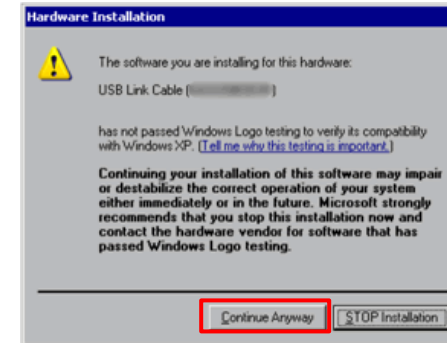 Hardware Installation
The software you are installing for this hardware:
USB Link Cable ( )
has not passed Windows Logo testing to verify its compatibility
with Windows XP. (Tell me why this testing is important.)
Continuing your installation of this software may impair
or destabilize the correct operation of your system
either immediately or in the future. Microsoft strongly
recommends that you stop this installation now and
contact the hardware vendor for software that has
passed Windows Logo testing.
Continue Anyway STOP Installation